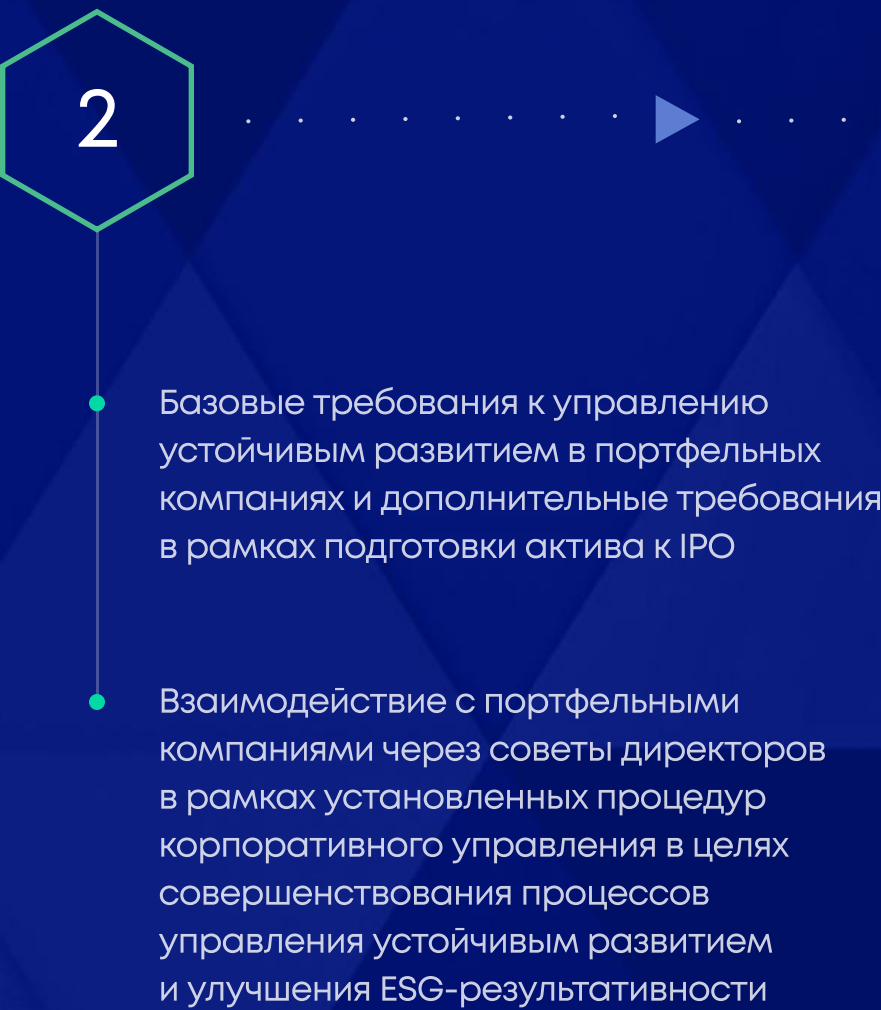 2
Базовые требования к управлению
устойчивым развитием в портфельных
компаниях и дополнительные требования
в рамках подготовки актива к IPO
Взаимодействие с портфельными
компаниями через советы директоров
в рамках установленных процедур
корпоративного управления в целях
совершенствования процессов
управления устойчивым развитием
и улучшения ESG-результативности